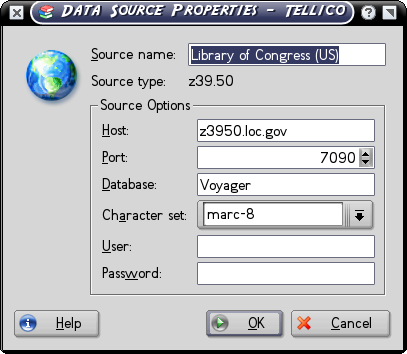 Data Source Properties - Tellico
Source name: Library of Congress (US)
Source type: z39.50
Source Options
Host: z3950.loc.gov
Port: 7090
Database: Voyager
Character set: marc-8
User:
Password:
Help OK Cancel